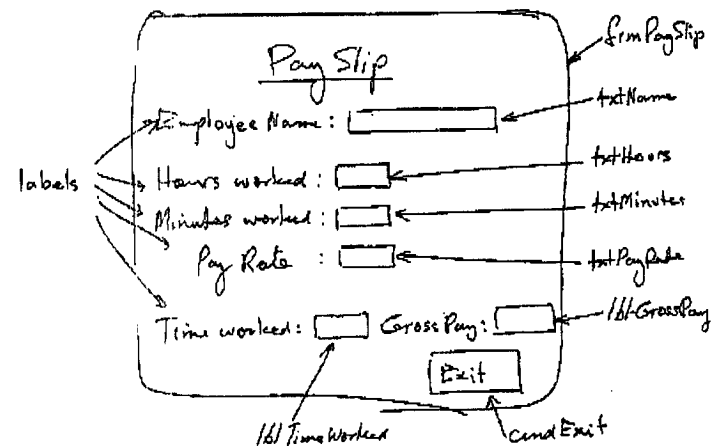 frmPaySlip
Pay Slip
txtName
Employee Name :
txtHours
labels
Hours worked :
txtMinutes
Minutes worked :
Pay Rate :
txtPayRate
Time worked : Gross Pay :
lblGrossPay
Exit
lblTimeWorked
cmdExit